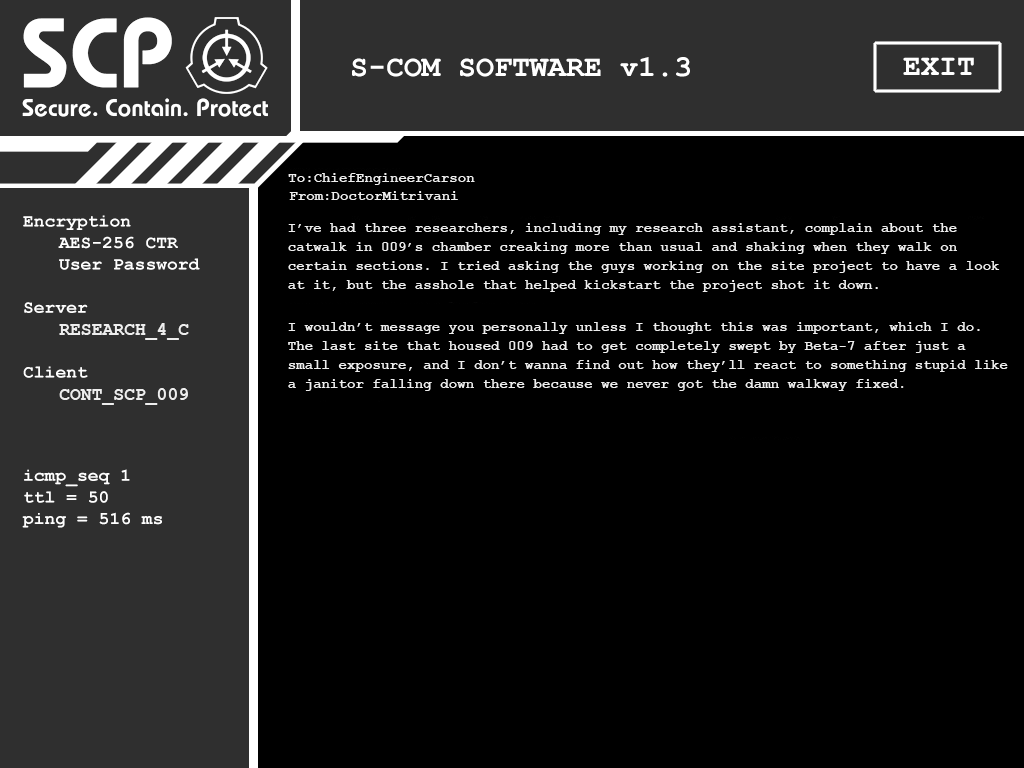 SCP
Secure. Contain. Protect
S-COM SOFTWARE v1.3
EXIT
Encryption
AES-256 CTR
User Password
Server
RESEARCH_4_C
Client
CONT_SCP_009
icmp_seq 1
ttl = 50
ping = 516 ms
To:ChiefEngineerCarson
From:DoctorMitrivani
I've had three researchers, including my research assistant, complain about the
catwalk in 009's chamber creaking more than usual and shaking when they walk on
certain sections. I tried asking the guys working on the site project to have a look
at it, but the asshole that helped kickstart the project shot it down.
I wouldn't message you personally unless I thought this was important, which I do.
The last site that housed 009 had to get completely swept by Beta-7 after just a
small exposure, and I don't wanna find out how they'll react to something stupid like
a janitor falling down there because we never got the damn walkway fixed.